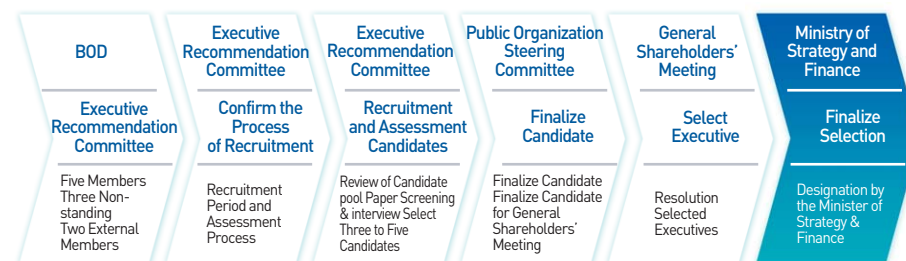 BOD
Executive
Recommendation
Committee
Five Members
Three Non-
standing
Two External
Members
Executive
Recommendation
Committee
Confirm the
Process
of Recruitment
Recruitment
Period and
Assessment
Process
Executive
Recommendation
Committee
Recruitment
and Assessment
Candidates
Review of Candidate
pool Paper Screening
& interview Select
Three to Five
Candidates
Public Organization
Steering
Committee
Finalize
Candidate
Finalize Candidate
Finalize Candidate
for General
Shareholders'
Meeting
General
Shareholders'
Meeting
Select
Executive
Resolution
Selected
Executives
Ministry of
Strategy and
Finance
Finalize
Selection
Designation by
the Minister of
Strategy &
Finance